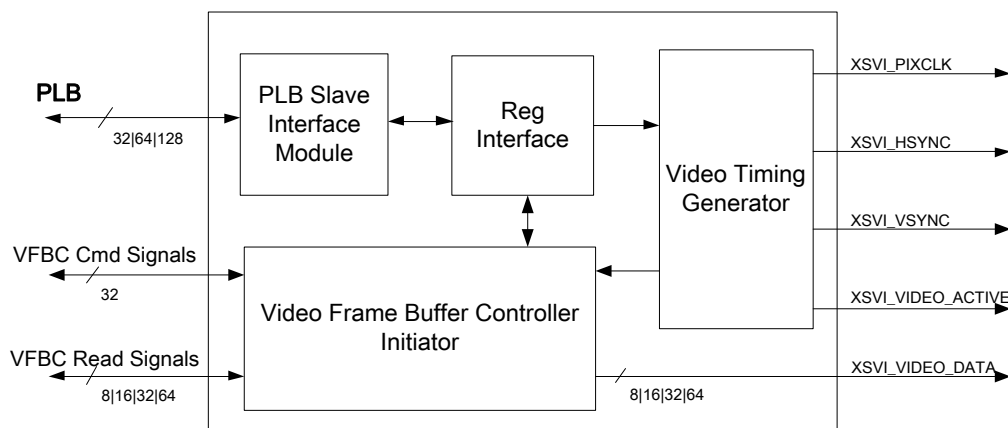 PLB
32|64|128
PLB Slave
Interface
Module
Reg
Interface
Video Timing
Generator
XSVI_PIXCLK
XSVI_HSYNC
XSVI_VSYNC
XSVI_VIDEO_ACTIVE
XSVI_VIDEO_DATA
VFBC Cmd Signals
32
VFBC Read Signals
8|16|32|64
Video Frame Buffer Controller
Initiator
8|16|32|64